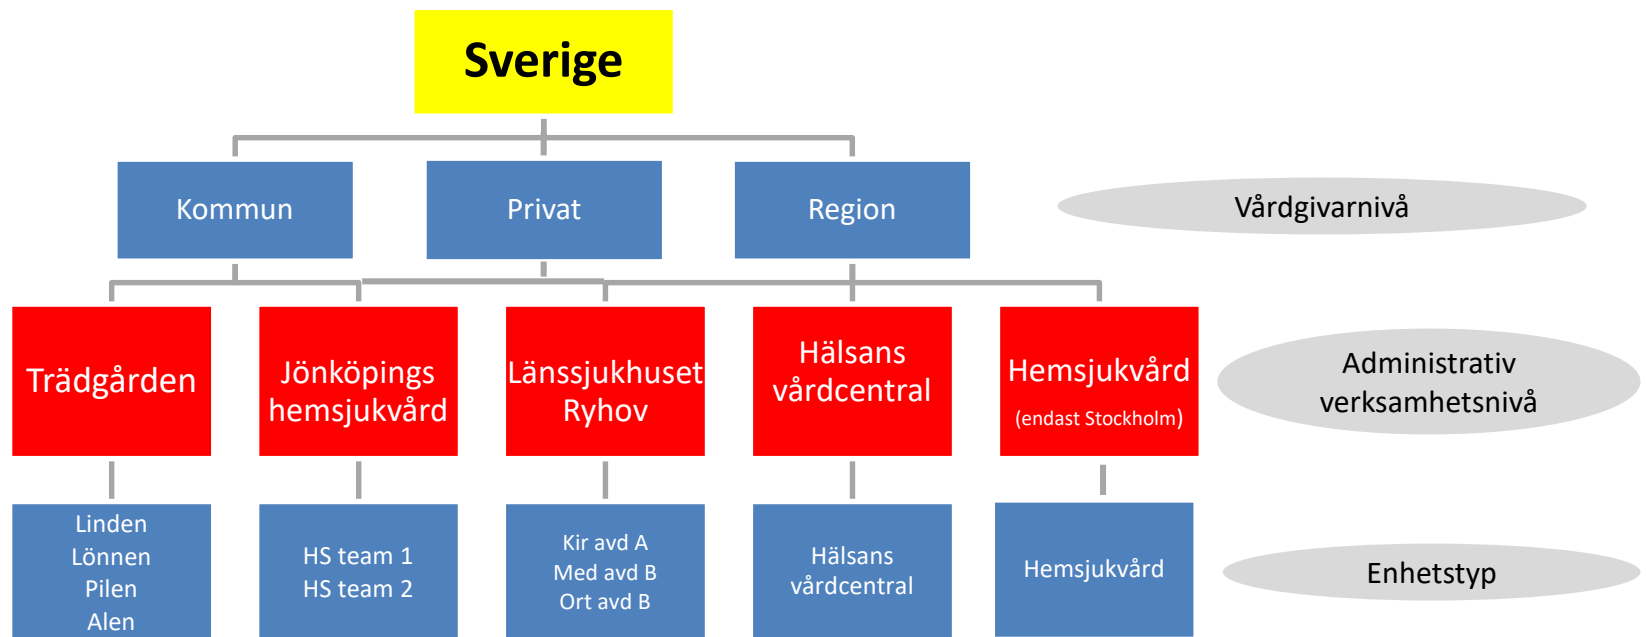 Sverige
Kommun
Privat
Region
Vårdgivarnivå
Trädgården
Jönköpings
hemsjukvård
Länssjukhuset
Ryhov
Hälsans
vårdcentral
Hemsjukvård
(endast Stockholm)
Administrativ
verksamhetsnivå
Linden
Lönnen
Pilen
Alen
HS team 1
HS team 2
Kir avd A
Med avd B
Ort avd B
Hälsans
vårdcentral
Hemsjukvård
Enhetstyp